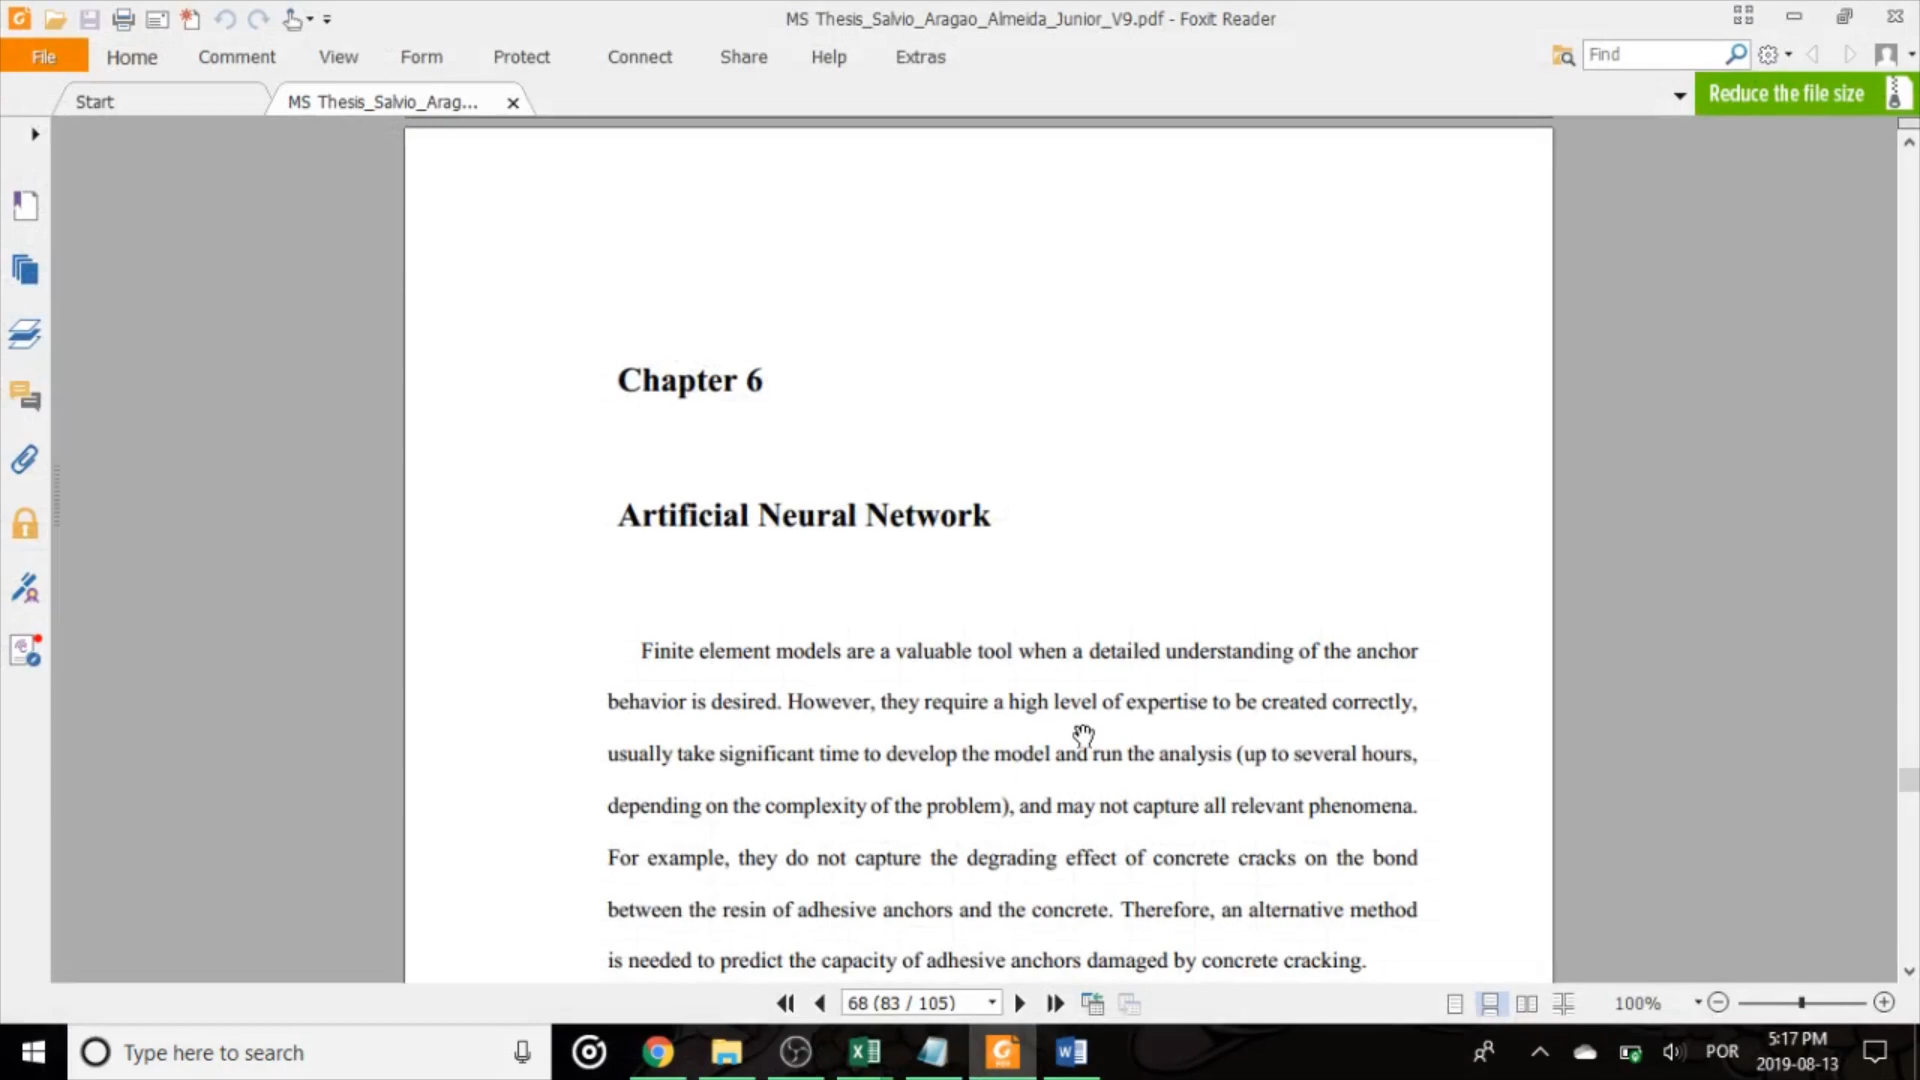 MS Thesis_Salvio_Aragao_Almeida_Junior_V9.pdf - Foxit Reader
File Home Comment View Form Protect Connect Share Help Extras Find
Start MS Thesis_Salvio_Arag... Reduce the file size
Chapter 6
Artificial Neural Network
Finite element models are a valuable tool when a detailed understanding of the anchor
behavior is desired. However, they require a high level of expertise to be created correctly,
usually take significant time to develop the model and run the analysis (up to several hours,
depending on the complexity of the problem), and may not capture all relevant phenomena.
For example, they do not capture the degrading effect of concrete cracks on the bond
between the resin of adhesive anchors and the concrete. Therefore, an alternative method
is needed to predict the capacity of adhesive anchors damaged by concrete cracking.
68 (83 / 105) 100%
Type here to search POR 5:17 PM
2019-08-13